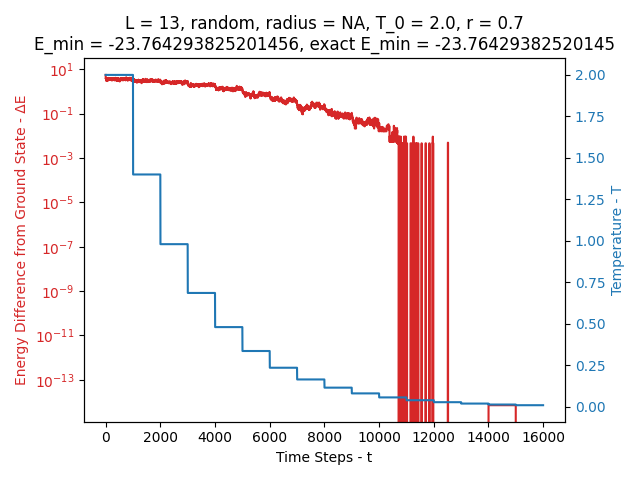 L = 13, random, radius = NA, T_0 = 2.0, r = 0.7
E_min = -23.764293825201456, exact E_min = -23.76429382520145
10¹
10⁻¹
10⁻³
10⁻⁵
10⁻⁷
10⁻⁹
10⁻¹¹
10⁻¹³
Energy Difference from Ground State - ΔE
2.00
1.75
1.50
1.25
1.00
0.75
0.50
0.25
0.00
Temperature - T
0 2000 4000 6000 8000 10000 12000 14000 16000
Time Steps - t